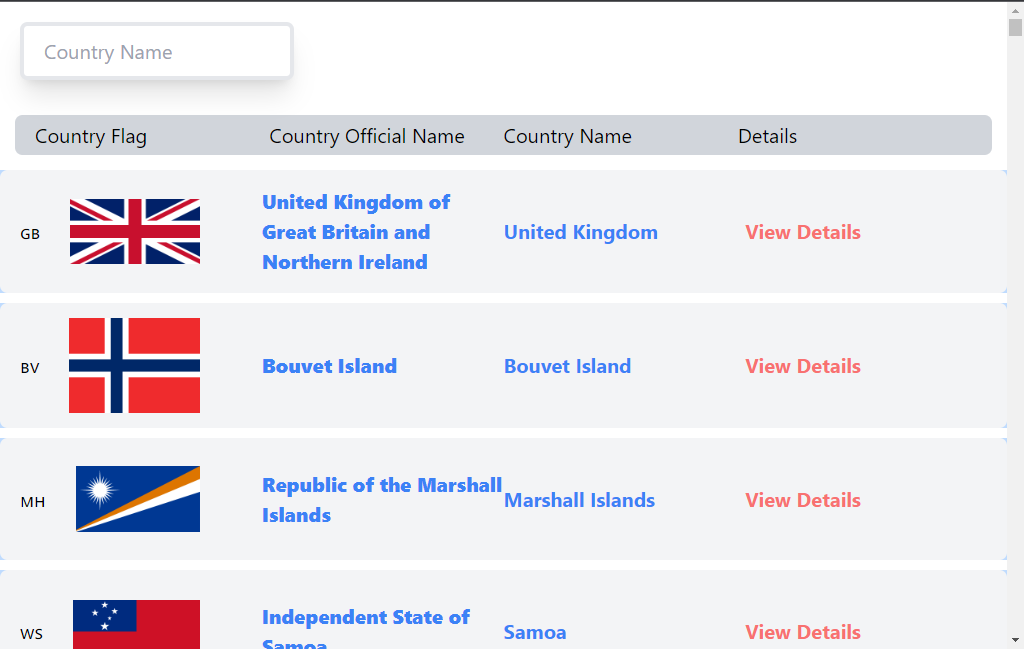 Country Name
Country Flag Country Official Name Country Name Details
GB
United Kingdom of
Great Britain and
Northern Ireland
United Kingdom
View Details
BV
Bouvet Island
Bouvet Island
View Details
MH
Republic of the Marshall
Islands
Marshall Islands
View Details
WS
Independent State of
Samoa
Samoa
View Details